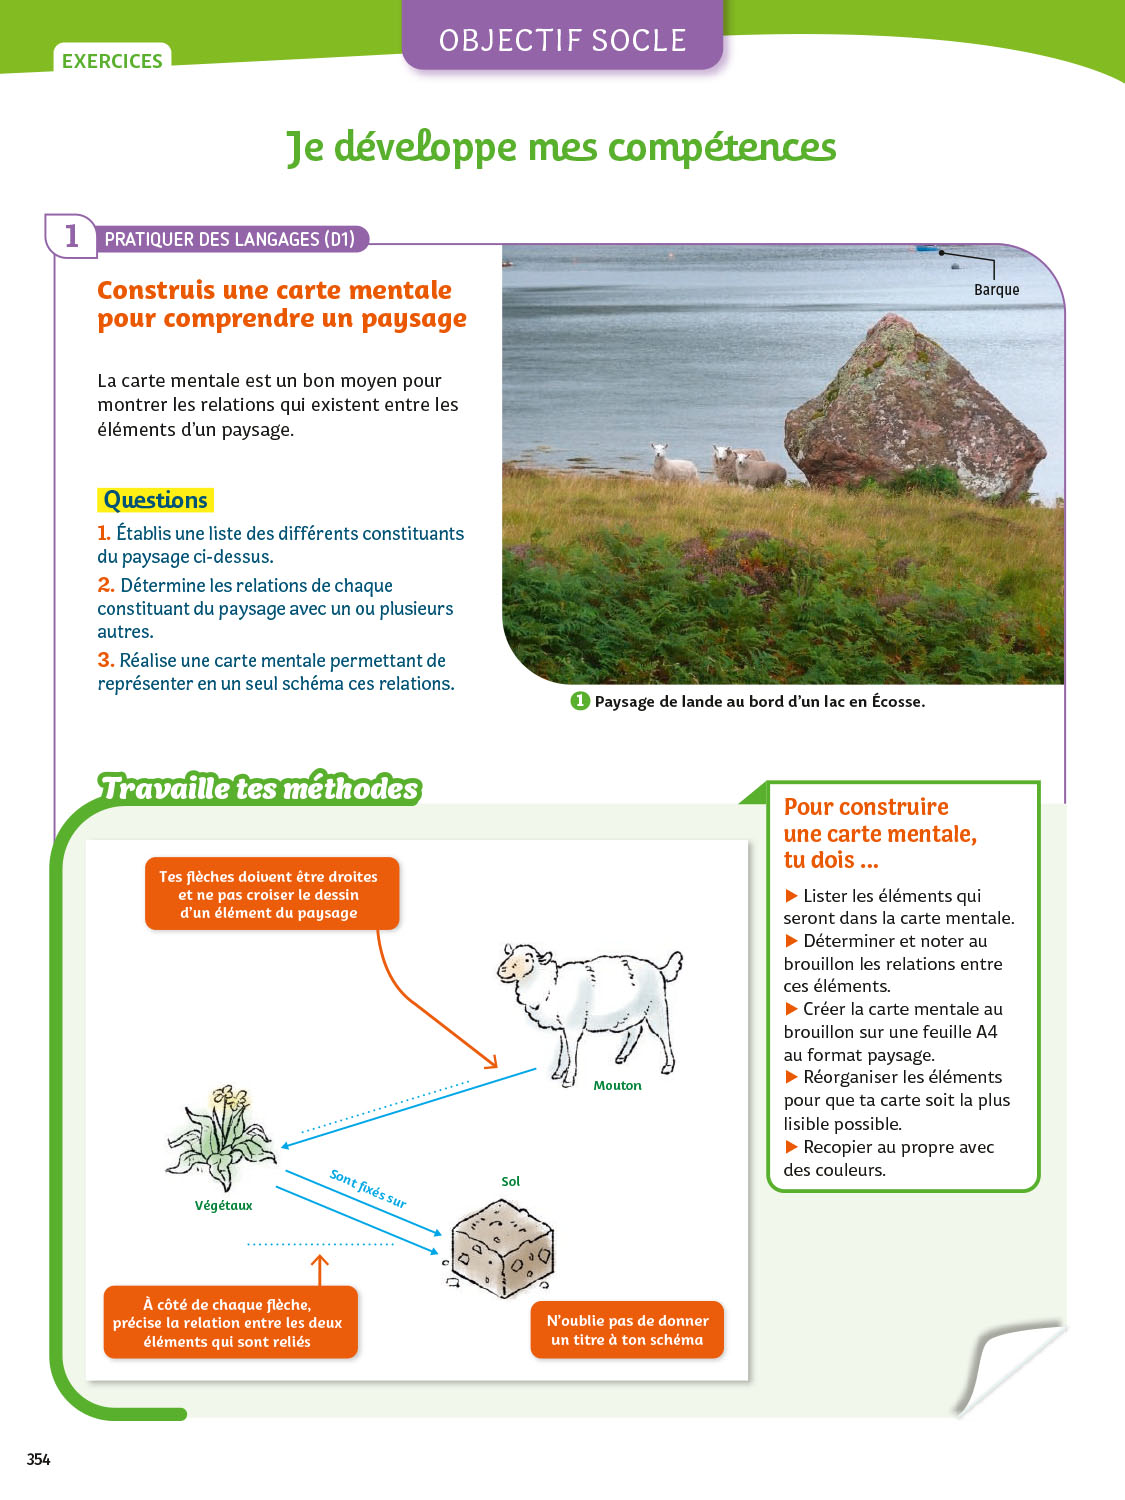 EXERCICES
OBJECTIF SOCLE
Je développe mes compétences
1 PRATIQUER DES LANGAGES (D1)
Construis une carte mentale
pour comprendre un paysage
La carte mentale est un bon moyen pour
montrer les relations qui existent entre les
éléments d'un paysage.
Questions
1. Établis une liste des différents constituants
du paysage ci-dessus.
2. Détermine les relations de chaque
constituant du paysage avec un ou plusieurs
autres.
3. Réalise une carte mentale permettant de
représenter en un seul schéma ces relations.
Barque
1 Paysage de lande au bord d'un lac en Écosse.
Travaille tes méthodes
Tes flèches doivent être droites
et ne pas croiser le dessin
d'un élément du paysage
Mouton
Végétaux
Sont fixés sur
Sol
À côté de chaque flèche,
précise la relation entre les deux
éléments qui sont reliés
N'oublie pas de donner
un titre à ton schéma
Pour construire
une carte mentale,
tu dois ...
▶ Lister les éléments qui
seront dans la carte mentale.
▶ Déterminer et noter au
brouillon les relations entre
ces éléments.
▶ Créer la carte mentale au
brouillon sur une feuille A4
au format paysage.
▶ Réorganiser les éléments
pour que ta carte soit la plus
lisible possible.
▶ Recopier au propre avec
des couleurs.
354